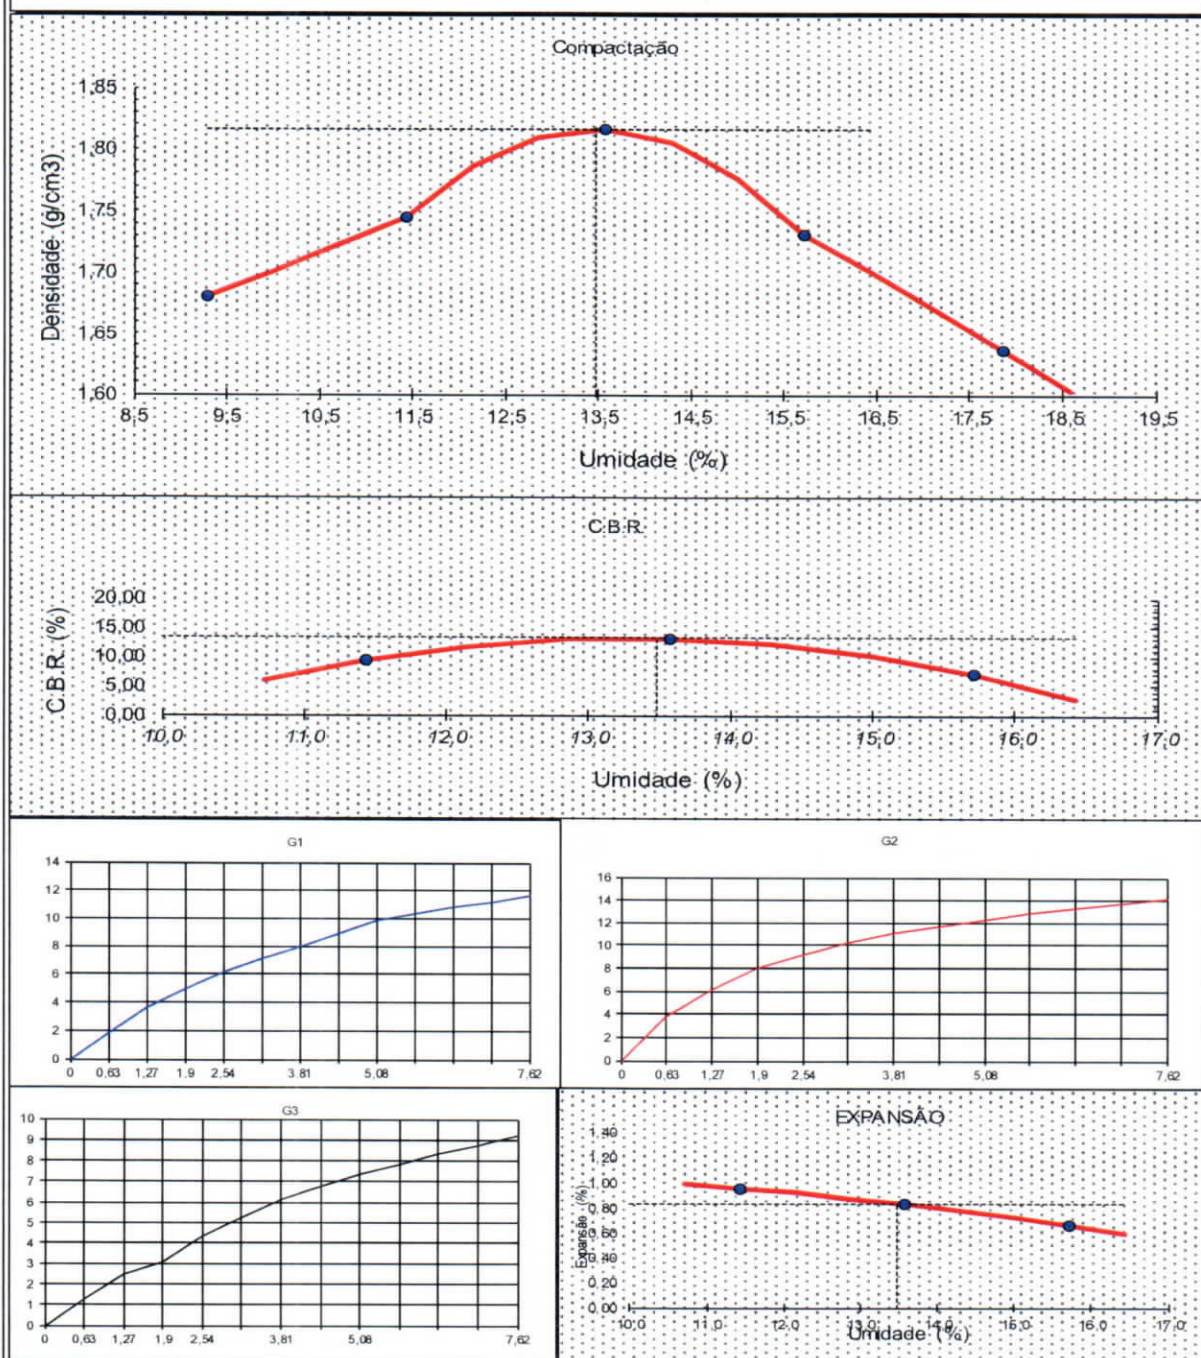 Compactação
Densidade (g/cm3)
1,85
1,80
1,75
1,70
1,65
1,60
8,5 9,5 10,5 11,5 12,5 13,5 14,5 15,5 16,5 17,5 18,5 19,5
Umidade (%)
C.B.R.
C.B.R. (%)
20,00
15,00
10,00
5,00
0,00
10,0 11,0 12,0 13,0 14,0 15,0 16,0 17,0
Umidade (%)
G1
14
12
10
8
6
4
2
0
0 0,63 1,27 1,9 2,54 3,81 5,08 7,62
G2
16
14
12
10
8
6
4
2
0
0 0,63 1,27 1,9 2,54 3,81 5,08 7,62
G3
10
9
8
7
6
5
4
3
2
1
0
0 0,63 1,27 1,9 2,54 3,81 5,08 7,62
EXPANSÃO
Expansão (%)
1,40
1,20
1,00
0,80
0,60
0,40
0,20
0,00
10,0 11,0 12,0 13,0 14,0 15,0 16,0 17,0
Umidade (%)